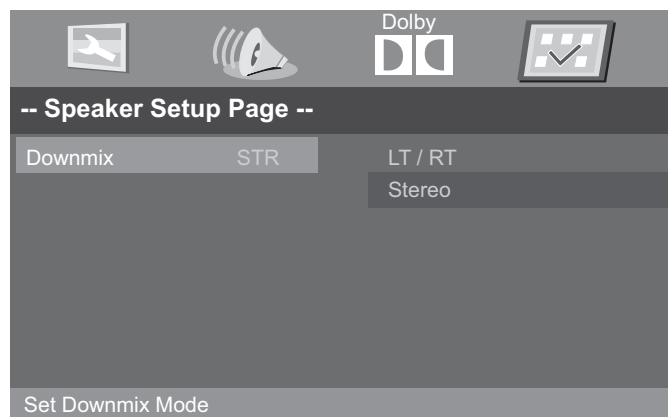 Dolby
-- Speaker Setup Page --
Downmix STR LT / RT
Stereo
Set Downmix Mode